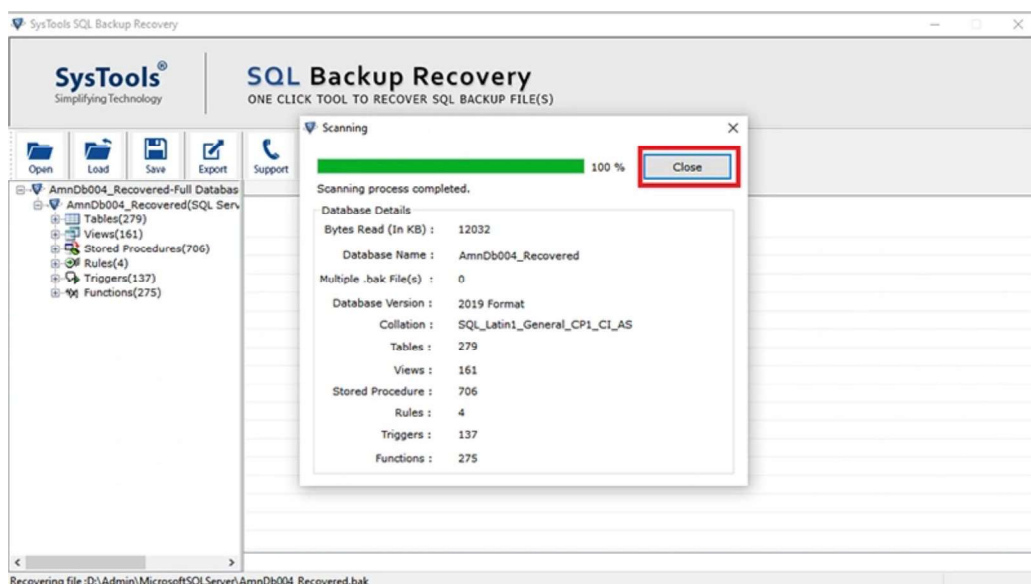 SysTools SQL Backup Recovery
SysTools®
Simplifying Technology
SQL Backup Recovery
ONE CLICK TOOL TO RECOVER SQL BACKUP FILE(S)
Open
Load
Save
Export
Support
AmnDb004_Recovered-Full Databas
AmnDb004_Recovered(SQL Serv
Tables(279)
Views(161)
Stored Procedures(706)
Rules(4)
Triggers(137)
Functions(275)
Scanning
100 %
Close
Scanning process completed.
Database Details
Bytes Read (In KB) : 12032
Database Name : AmnDb004_Recovered
Multiple .bak File(s) : 0
Database Version : 2019 Format
Collation : SQL_Latin1_General_CP1_CI_AS
Tables : 279
Views : 161
Stored Procedure : 706
Rules : 4
Triggers : 137
Functions : 275
Recovering file :D:\Admin\MicrosoftSQLServer\AmnDb004_Recovered.bak